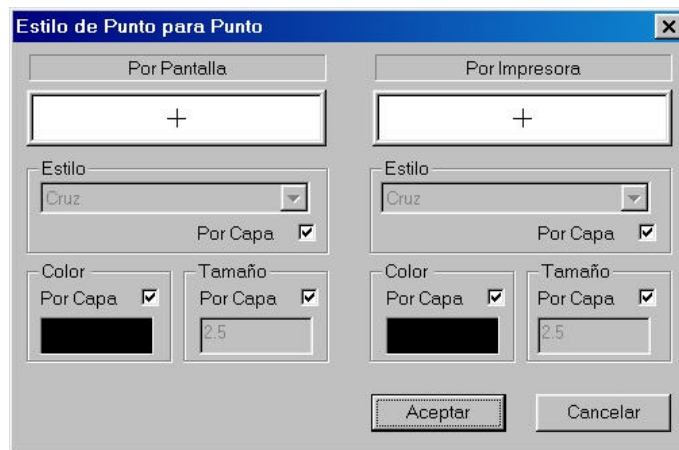 Estilo de Punto para Punto
Por Pantalla
Estilo
Cruz
Por Capa
Color
Por Capa
Tamaño
Por Capa
2.5
Por Impresora
Estilo
Cruz
Por Capa
Color
Por Capa
Tamaño
Por Capa
2.5
Aceptar
Cancelar